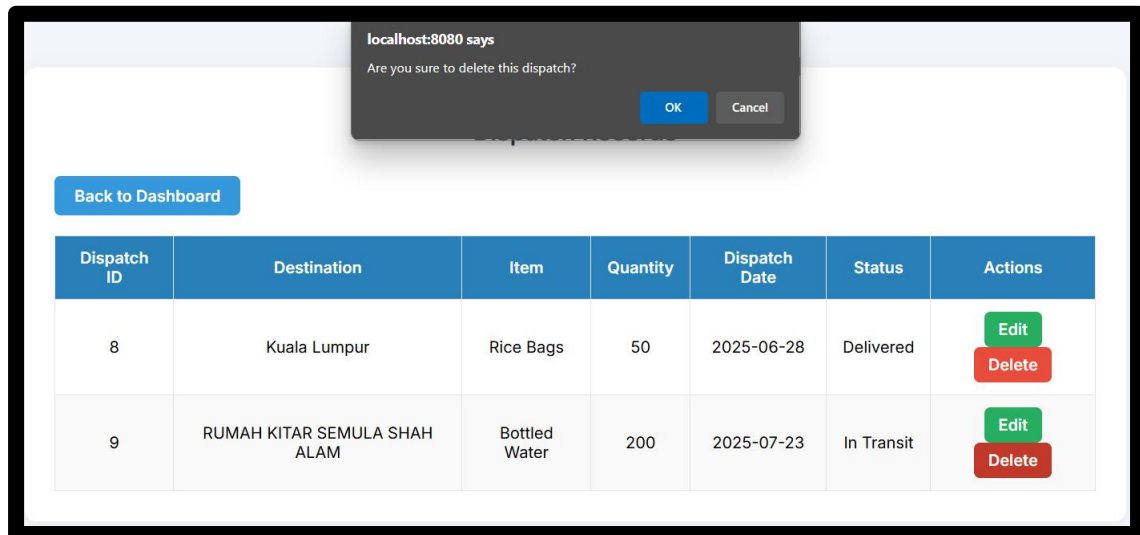 localhost:8080 says
Are you sure to delete this dispatch?
OK Cancel
Dispatch Records
Back to Dashboard
Dispatch
ID Destination Item Quantity Dispatch
Date Status Actions
8 Kuala Lumpur Rice Bags 50 2025-06-28 Delivered Edit
Delete
9 RUMAH KITAR SEMULA SHAH
ALAM Bottled
Water 200 2025-07-23 In Transit Edit
Delete